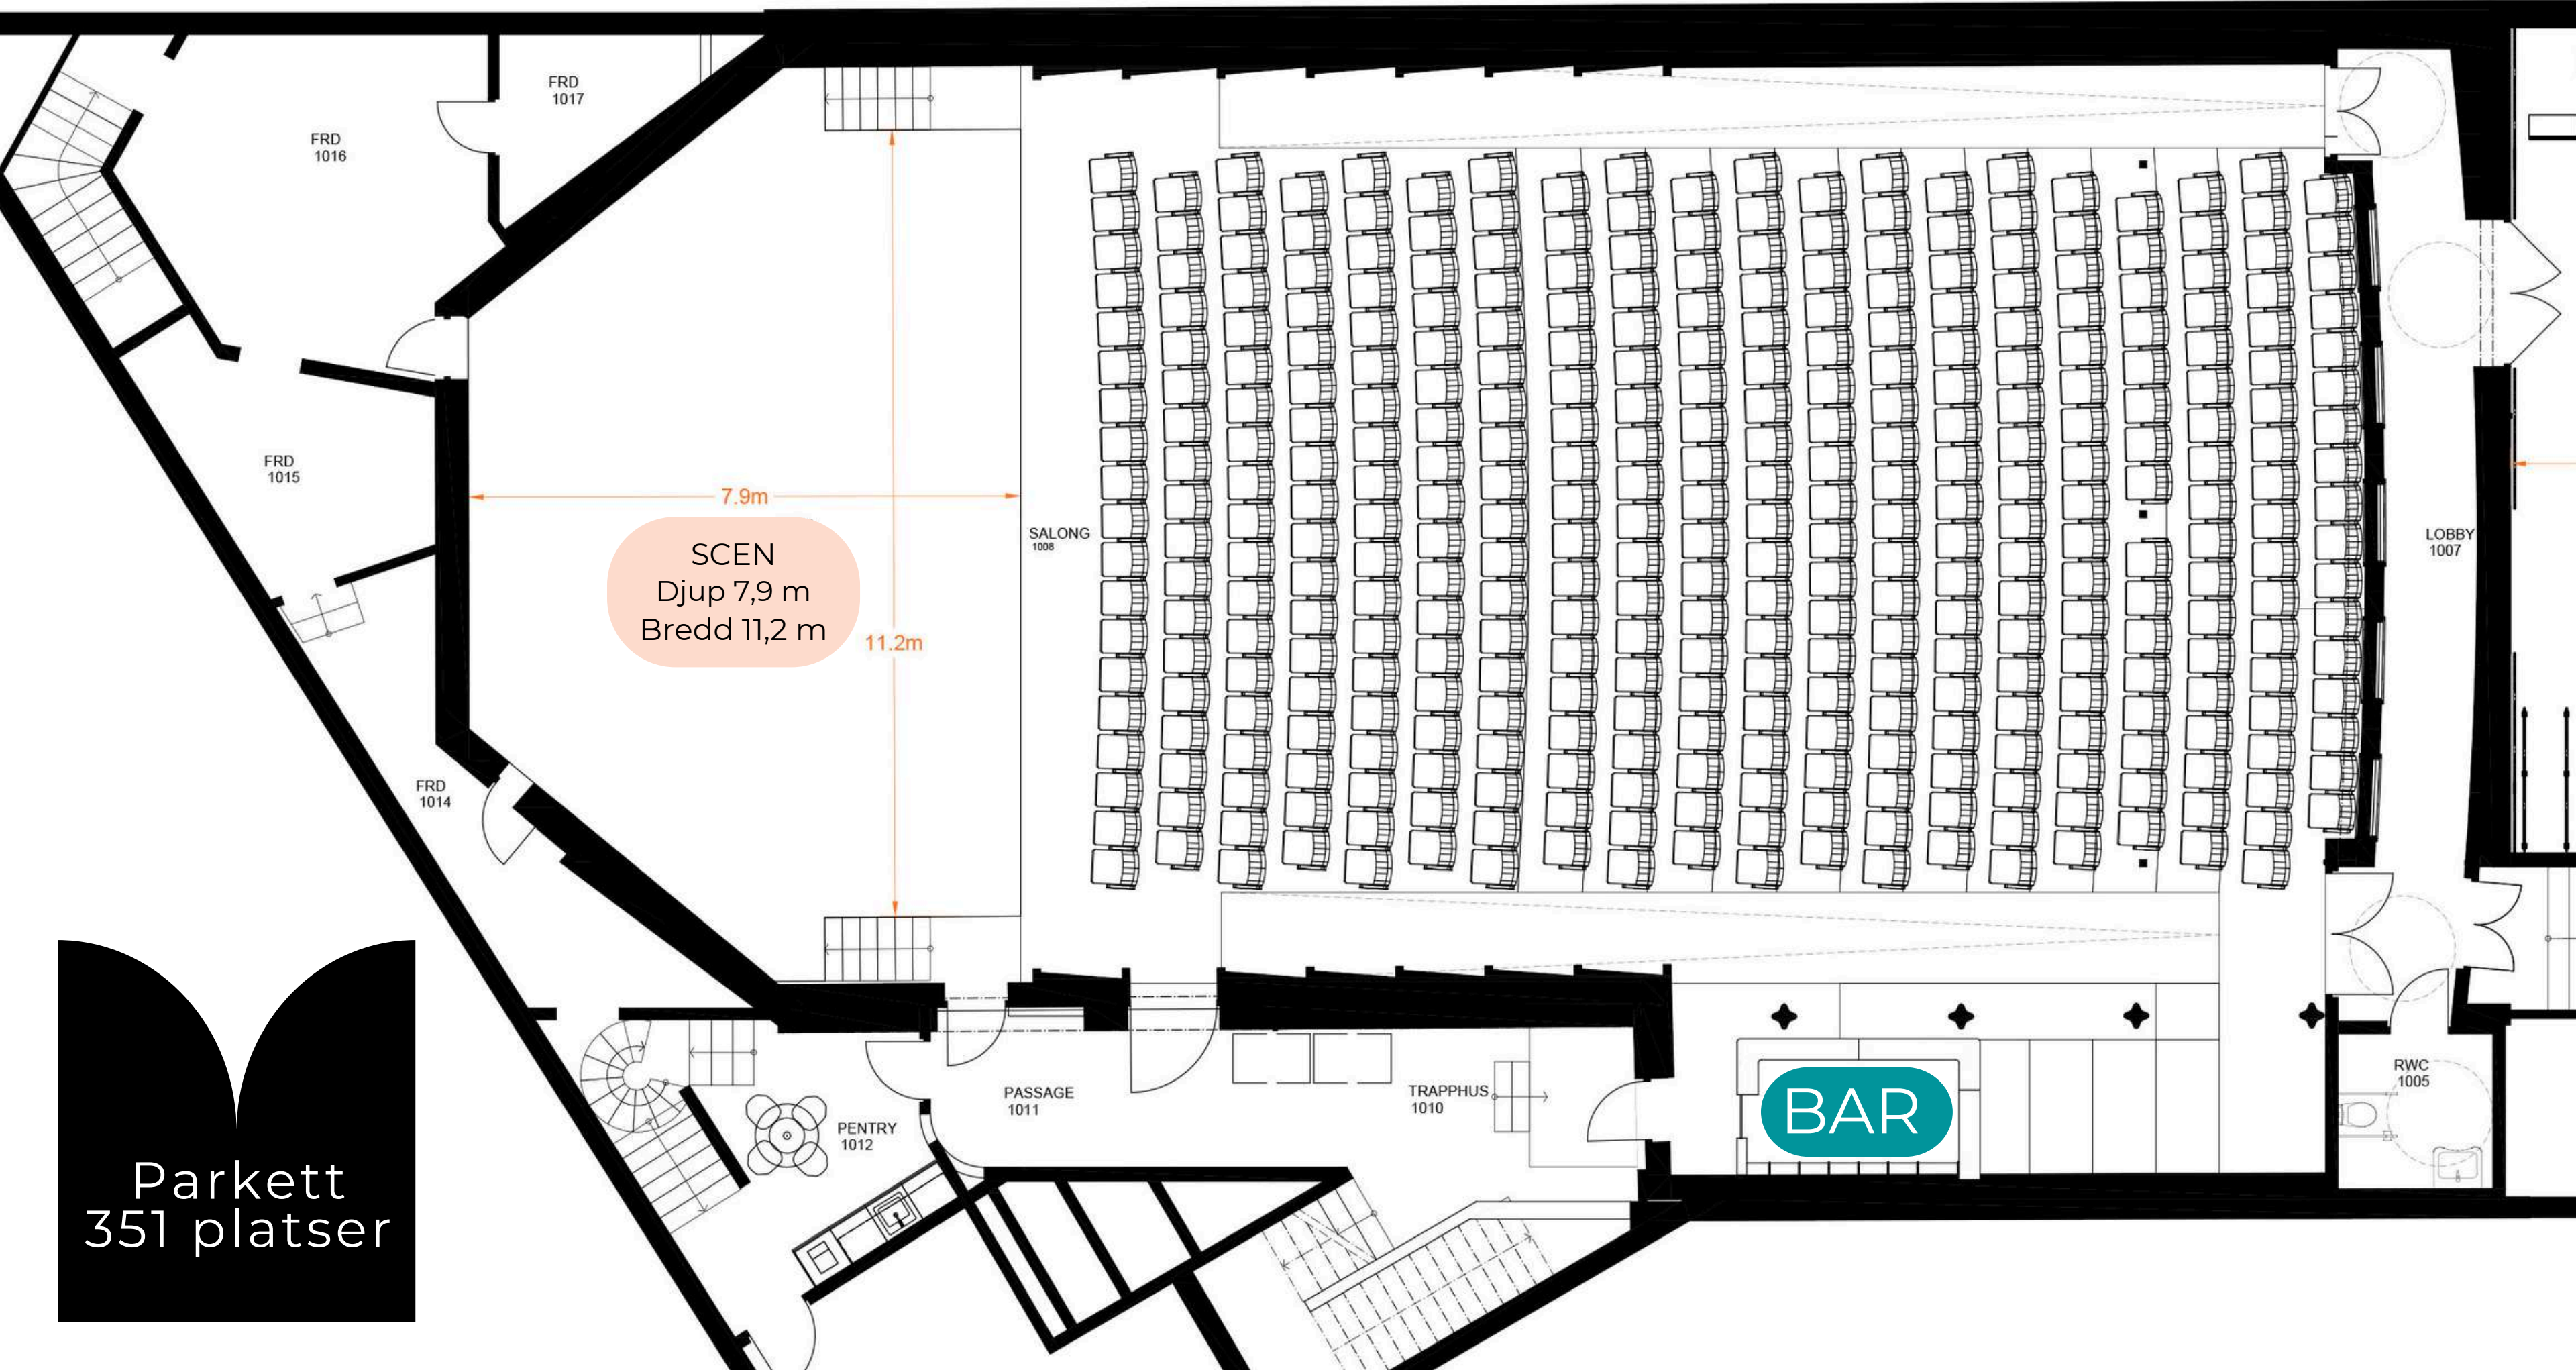 FRD
1017
FRD
1016
FRD
1015
7.9m
SCEN
Djup 7,9 m
Bredd 11,2 m
11.2m
SALONG
1008
LOBBY
1007
FRD
1014
PENTRY
1012
PASSAGE
1011
TRAPPHUS
1010
BAR
RWC
1005
Parkett
351 platser